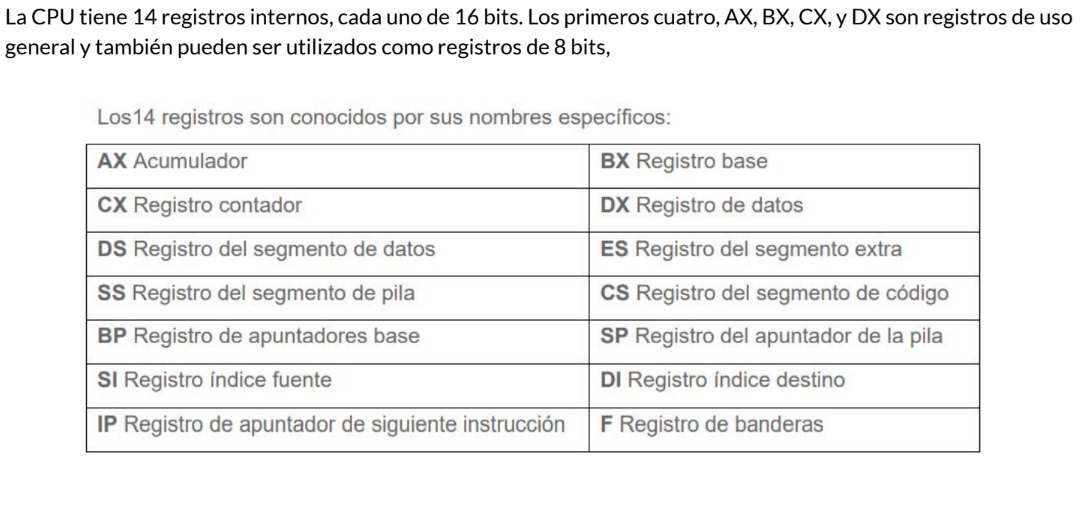 La CPU tiene 14 registros internos, cada uno de 16 bits. Los primeros cuatro, AX, BX, CX, y DX son registros de uso
general y también pueden ser utilizados como registros de 8 bits,
Los14 registros son conocidos por sus nombres específicos:
AX Acumulador
BX Registro base
CX Registro contador
DX Registro de datos
DS Registro del segmento de datos
ES Registro del segmento extra
SS Registro del segmento de pila
CS Registro del segmento de código
BP Registro de apuntadores base
SP Registro del apuntador de la pila
SI Registro índice fuente
DI Registro índice destino
IP Registro de apuntador de siguiente instrucción
F Registro de banderas